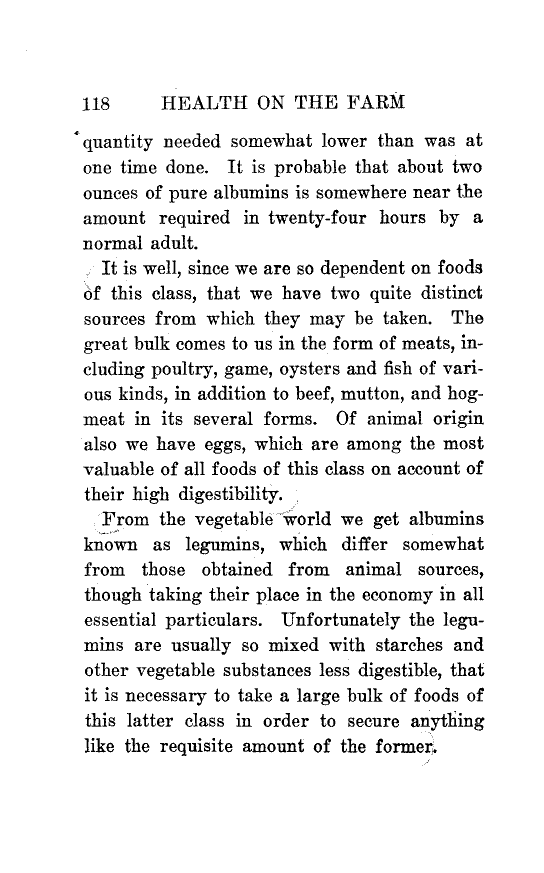 118 HEALTH ON THE FARM
quantity needed somewhat lower than was at
one time done. It is probable that about two
ounces of pure albumins is somewhere near the
amount required in twenty-four hours by a
normal adult.
It is well, since we are so dependent on foods
of this class, that we have two quite distinct
sources from which they may be taken. The
great bulk comes to us in the form of meats, in-
cluding poultry, game, oysters and fish of vari-
ous kinds, in addition to beef, mutton, and hog-
meat in its several forms. Of animal origin
also we have eggs, which are among the most
valuable of all foods of this class on account of
their high digestibility.
From the vegetable world we get albumins
known as legumins, which differ somewhat
from those obtained from animal sources,
though taking their place in the economy in all
essential particulars. Unfortunately the legu-
mins are usually so mixed with starches and
other vegetable substances less digestible, that
it is necessary to take a large bulk of foods of
this latter class in order to secure anything
like the requisite amount of the former.